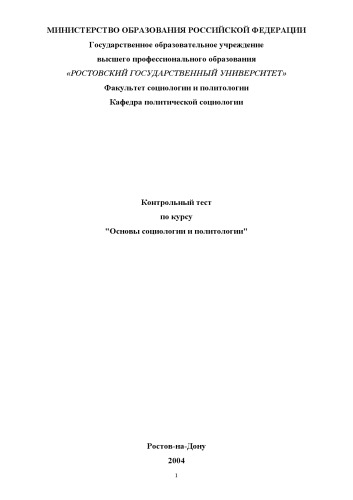 МИНИСТЕРСТВО ОБРАЗОВАНИЯ РОССИЙСКОЙ ФЕДЕРАЦИИ
Государственное образовательное учреждение
высшего профессионального образования
«РОСТОВСКИЙ ГОСУДАРСТВЕННЫЙ УНИВЕРСИТЕТ»
Факультет социологии и политологии
Кафедра политической социологии
Контрольный тест
по курсу
"Основы социологии и политологии"
Ростов-на-Дону
2004
1